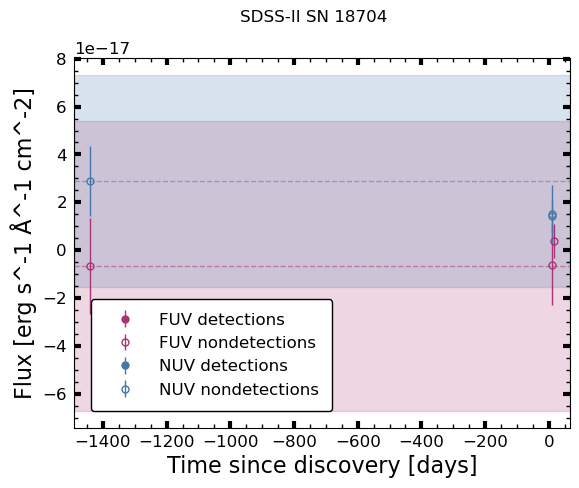 SDSS-II SN 18704
1e−17
8
6
4
2
0
−2
−4
−6
Flux [erg s^-1 Å^-1 cm^-2]
FUV detections
FUV nondetections
NUV detections
NUV nondetections
−1400 −1200 −1000 −800 −600 −400 −200 0
Time since discovery [days]